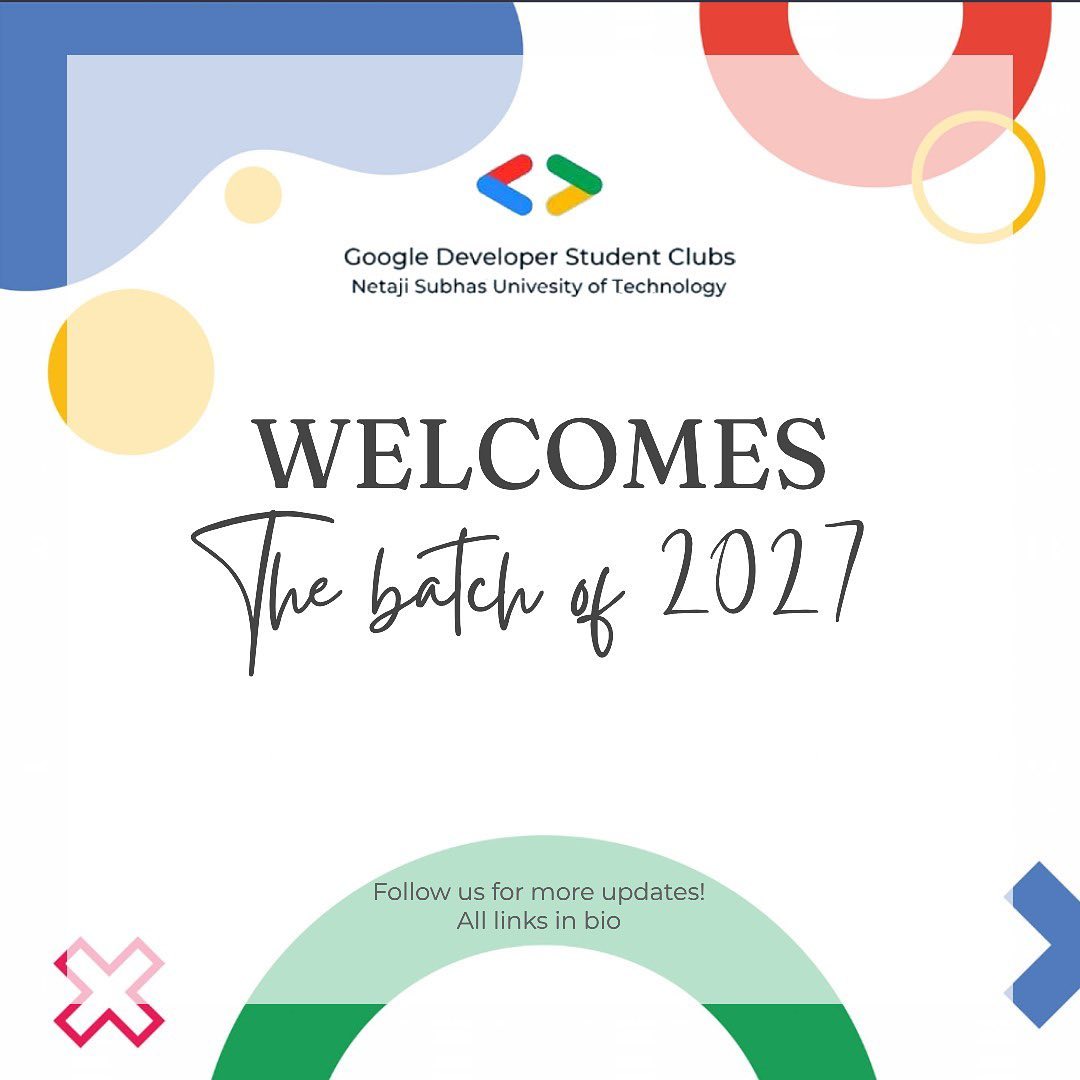 Google Developer Student Clubs
Netaji Subhas Univesity of Technology
WELCOMES
The batch of 2027
Follow us for more updates!
All links in bio